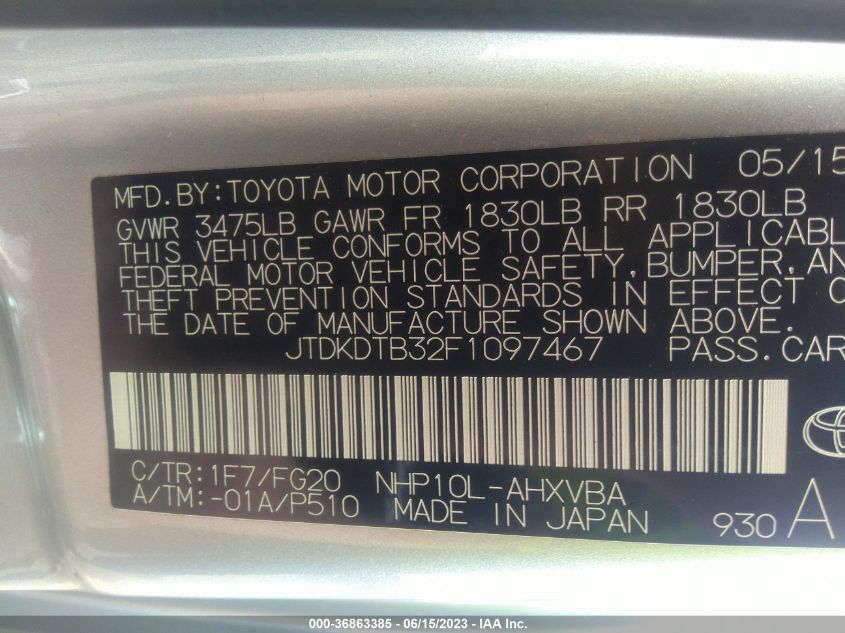 MFD.BY:TOYOTA MOTOR CORPORATION 05/15
GVWR 3475LB GAWR FR 1830LB RR 1830LB
THIS VEHICLE CONFORMS TO ALL APPLICABL
FEDERAL MOTOR VEHICLE SAFETY,BUMPER,AN
THEFT PREVENTION STANDARDS IN EFFECT O
THE DATE OF MANUFACTURE SHOWN ABOVE.
JTDKDTB32F1097467 PASS.CAR
C/TR:1F7/FG20 NHP10L-AHXVBA
A/TM:-01A/P510 MADE IN JAPAN 930 A
000-36863385 - 06/15/2023 - IAA Inc.